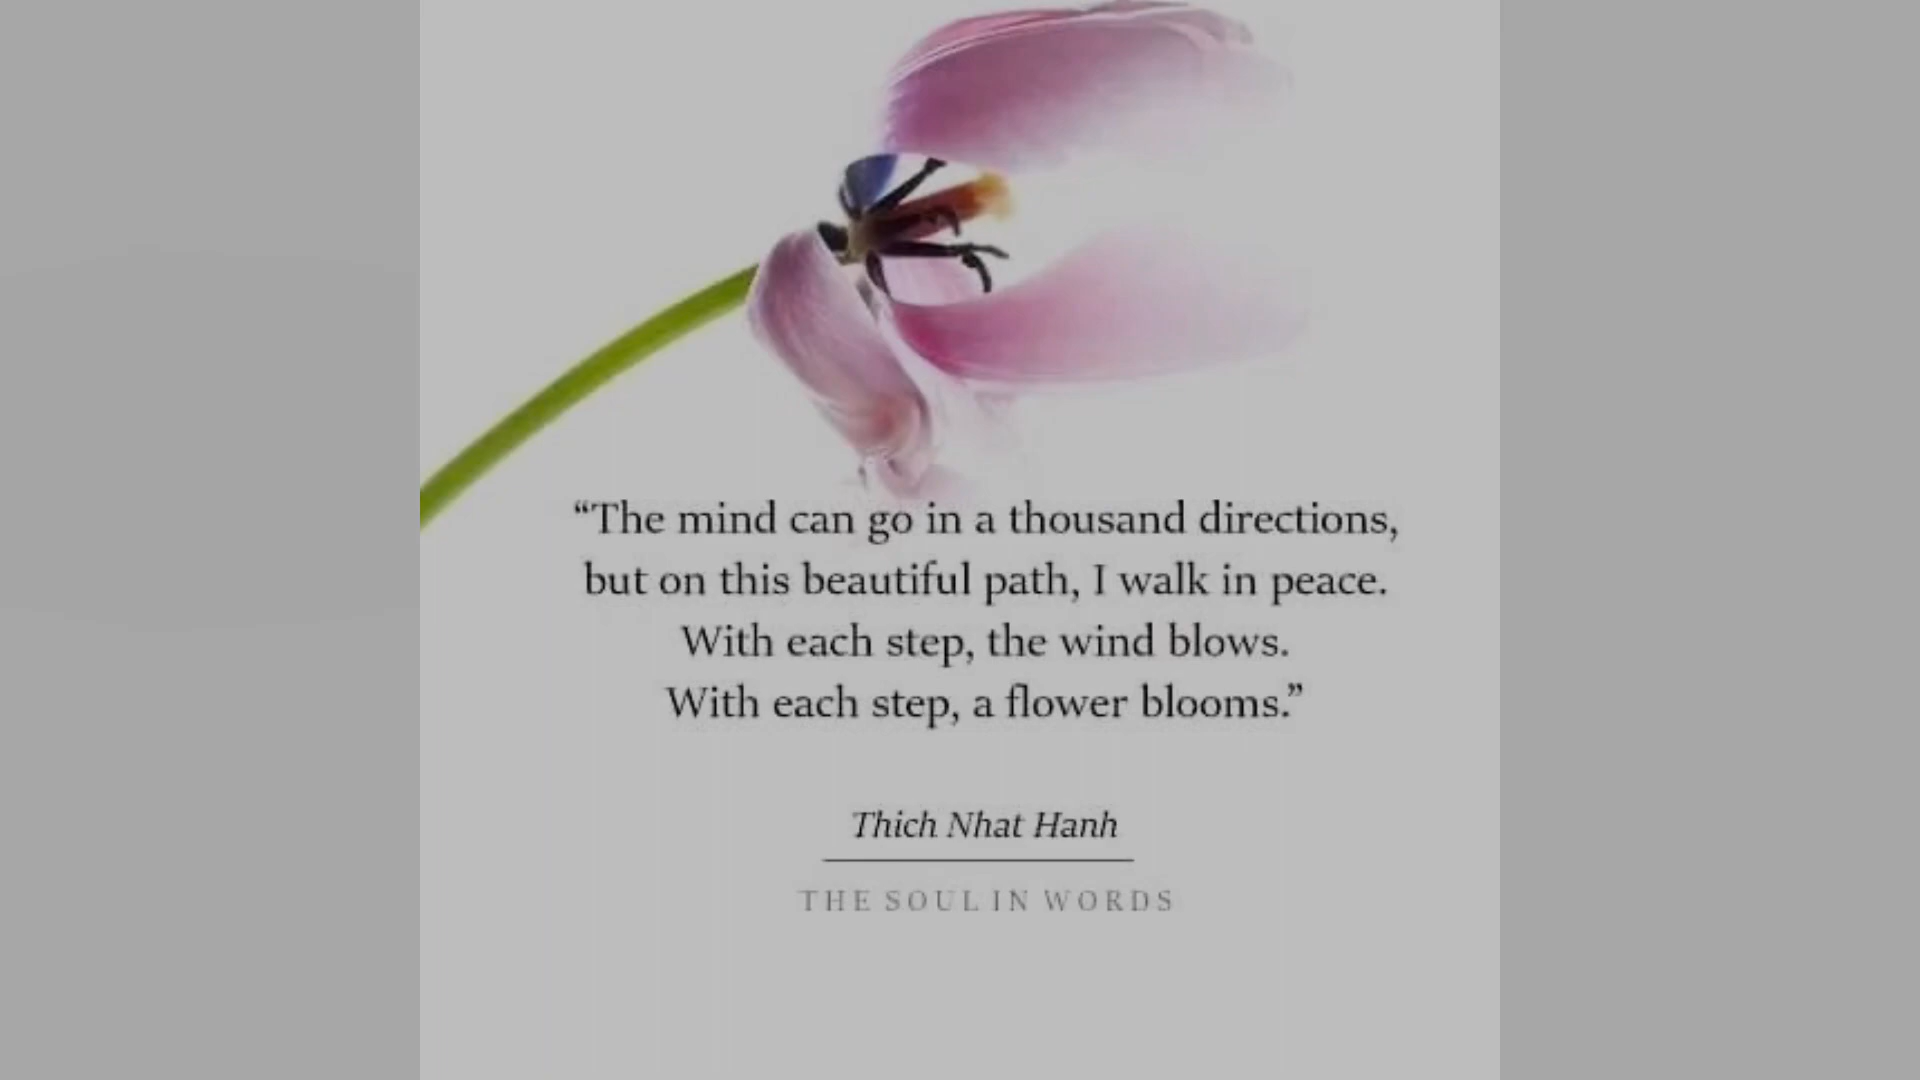 “The mind can go in a thousand directions,
but on this beautiful path, I walk in peace.
With each step, the wind blows.
With each step, a flower blooms.”
Thich Nhat Hanh
THE SOUL IN WORDS